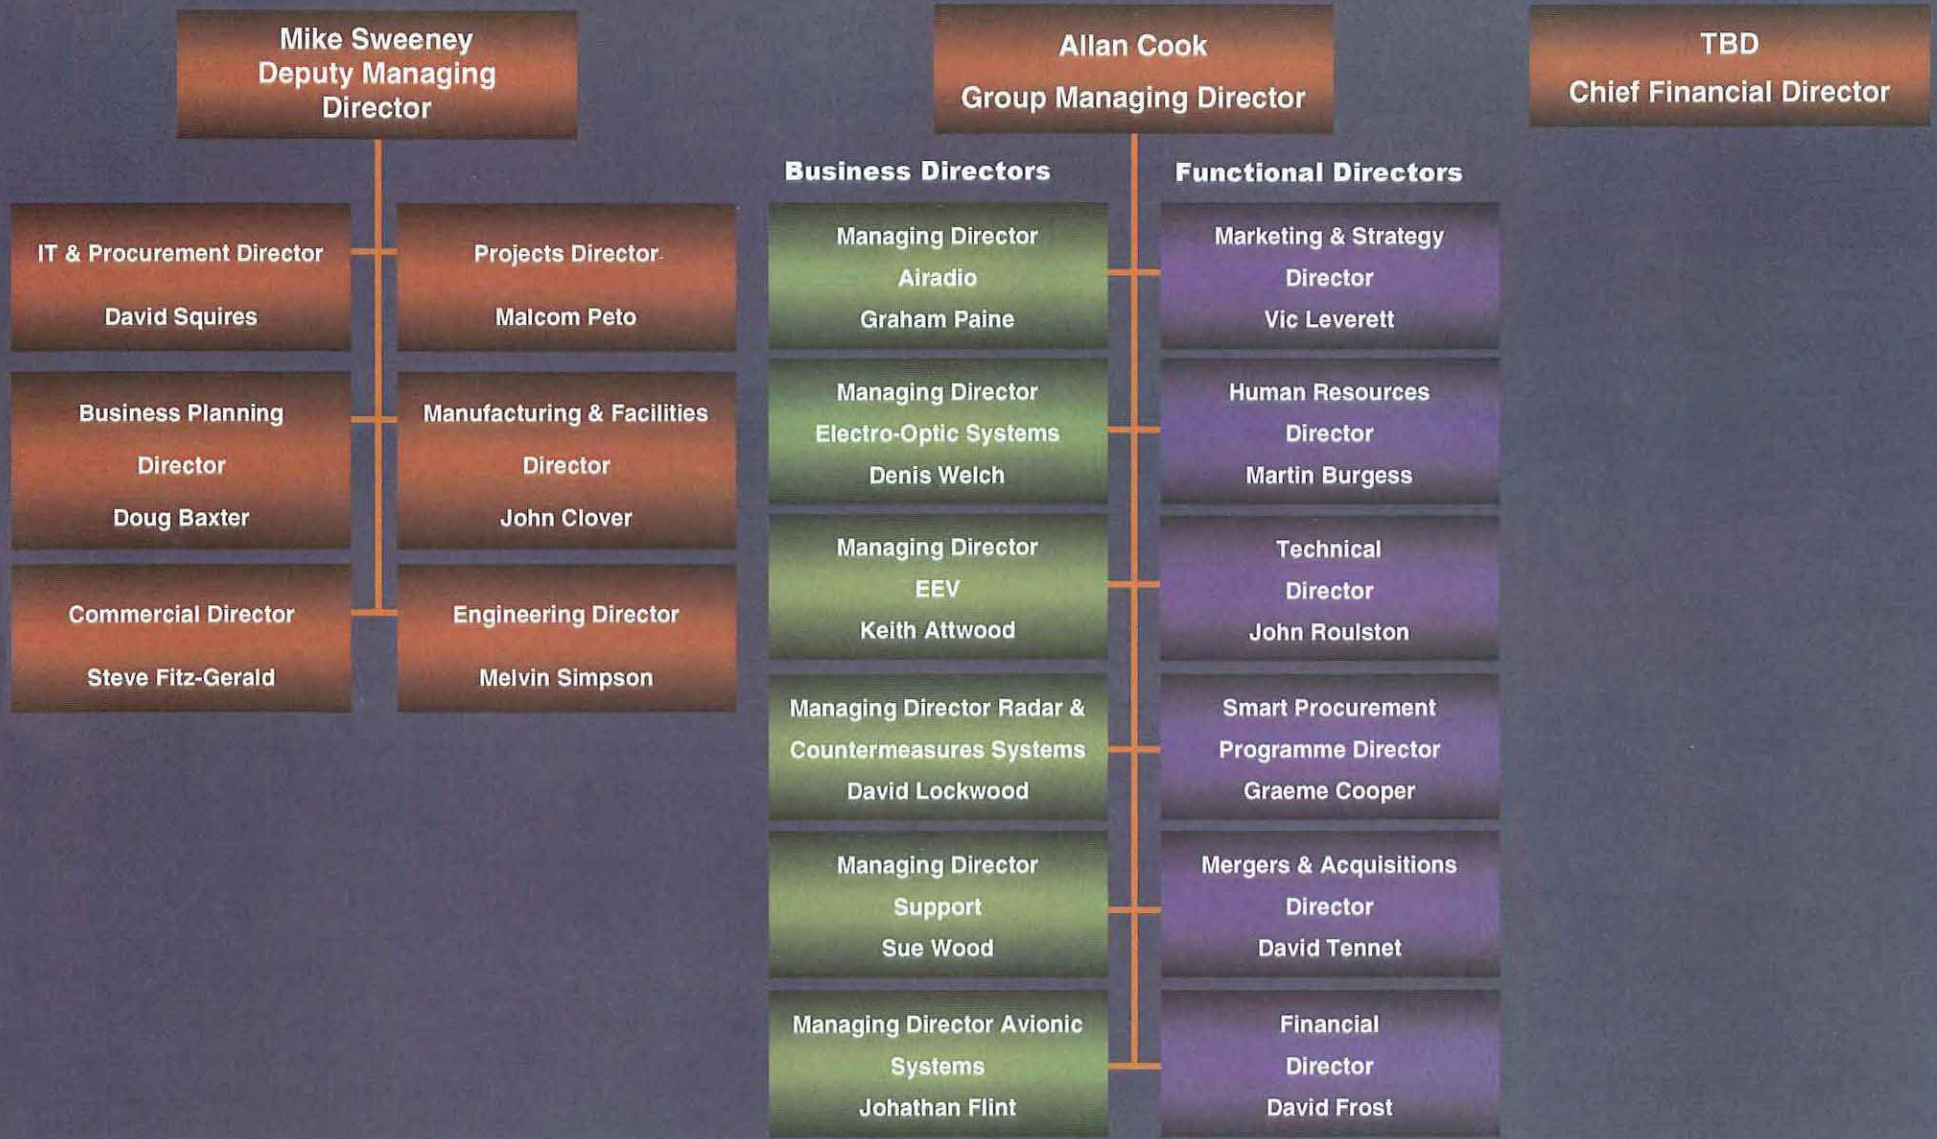 Mike Sweeney
Deputy Managing
Director
IT & Procurement Director
David Squires
Projects Director
Malcom Peto
Business Planning
Director
Doug Baxter
Manufacturing & Facilities
Director
John Clover
Commercial Director
Steve Fitz-Gerald
Engineering Director
Melvin Simpson
Allan Cook
Group Managing Director
Business Directors
Managing Director
Airadio
Graham Paine
Managing Director
Electro-Optic Systems
Denis Welch
Managing Director
EEV
Keith Attwood
Managing Director Radar &
Countermeasures Systems
David Lockwood
Managing Director
Support
Sue Wood
Managing Director Avionic
Systems
Johathan Flint
Functional Directors
Marketing & Strategy
Director
Vic Leverett
Human Resources
Director
Martin Burgess
Technical
Director
John Roulston
Smart Procurement
Programme Director
Graeme Cooper
Mergers & Acquisitions
Director
David Tennet
Financial
Director
David Frost
TBD
Chief Financial Director